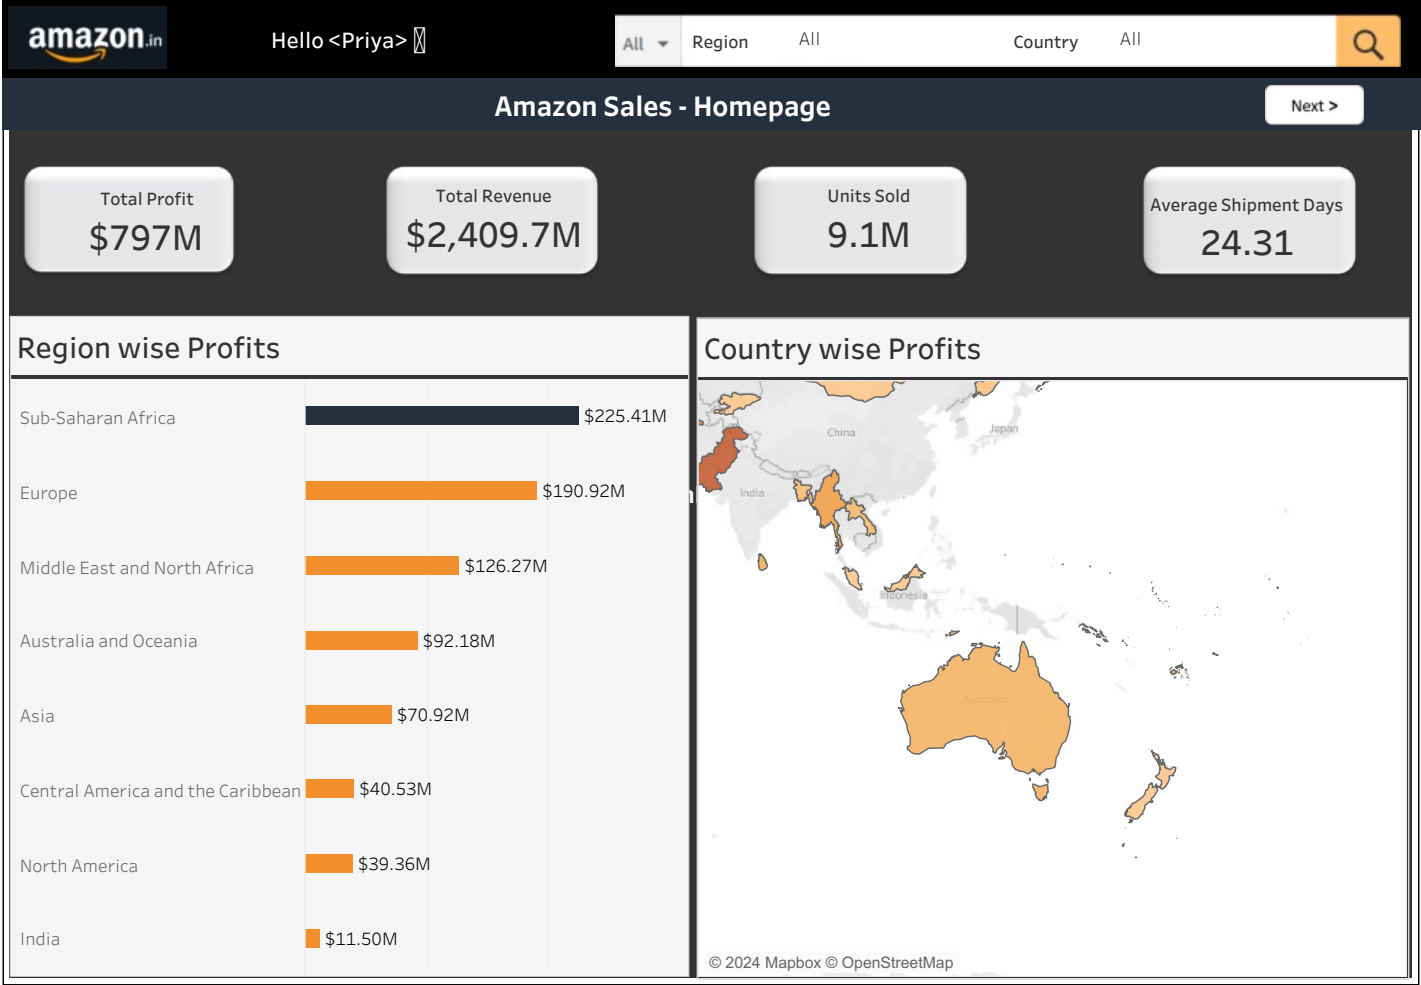 amazon.in
Hello <Priya>
All
Region
All
Country
All
Amazon Sales - Homepage
Next >
Total Profit
$797M
Total Revenue
$2,409.7M
Units Sold
9.1M
Average Shipment Days
24.31
Region wise Profits
Sub-Saharan Africa $225.41M
Europe $190.92M
Middle East and North Africa $126.27M
Australia and Oceania $92.18M
Asia $70.92M
Central America and the Caribbean $40.53M
North America $39.36M
India $11.50M
Country wise Profits
China
Japan
India
Indonesia
Australia
© 2024 Mapbox © OpenStreetMap